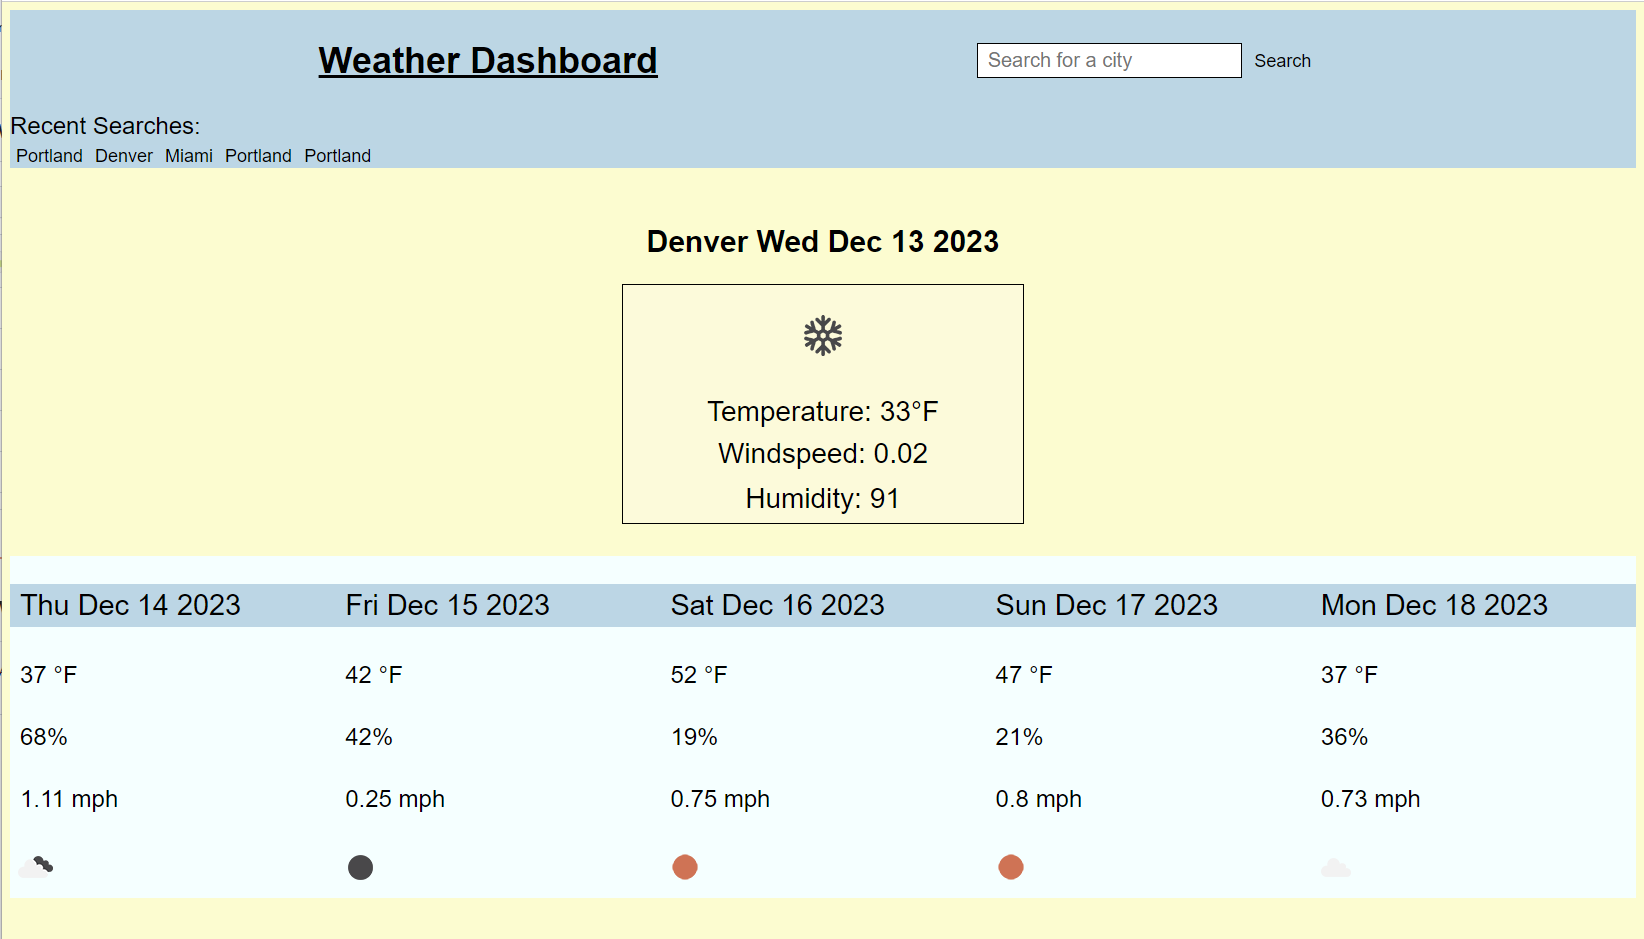 Weather Dashboard
Search for a city Search
Recent Searches:
Portland Denver Miami Portland Portland
Denver Wed Dec 13 2023
Temperature: 33°F
Windspeed: 0.02
Humidity: 91
Thu Dec 14 2023 Fri Dec 15 2023 Sat Dec 16 2023 Sun Dec 17 2023 Mon Dec 18 2023
37 °F 42 °F 52 °F 47 °F 37 °F
68% 42% 19% 21% 36%
1.11 mph 0.25 mph 0.75 mph 0.8 mph 0.73 mph